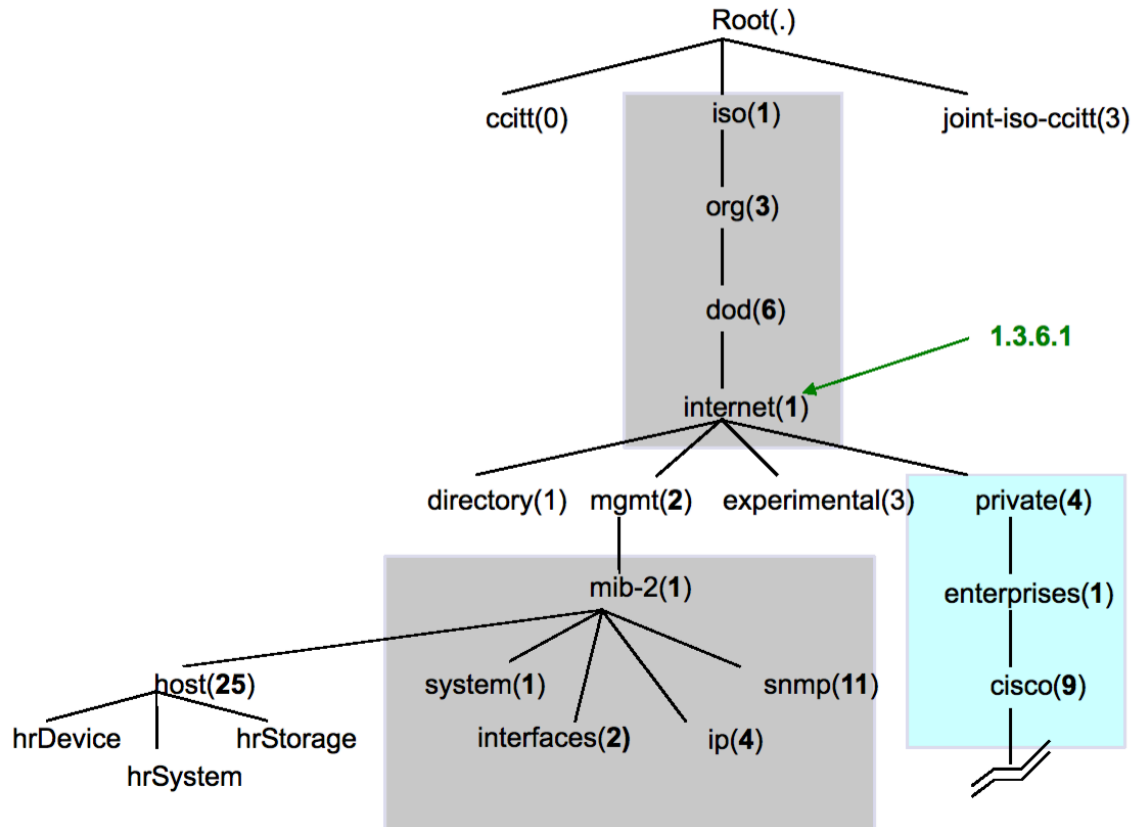 Root(.)
ccitt(0)
iso(1)
joint-iso-ccitt(3)
org(3)
dod(6)
1.3.6.1
internet(1)
directory(1)
mgmt(2)
experimental(3)
private(4)
mib-2(1)
enterprises(1)
host(25)
system(1)
snmp(11)
cisco(9)
hrDevice
hrStorage
interfaces(2)
ip(4)
hrSystem